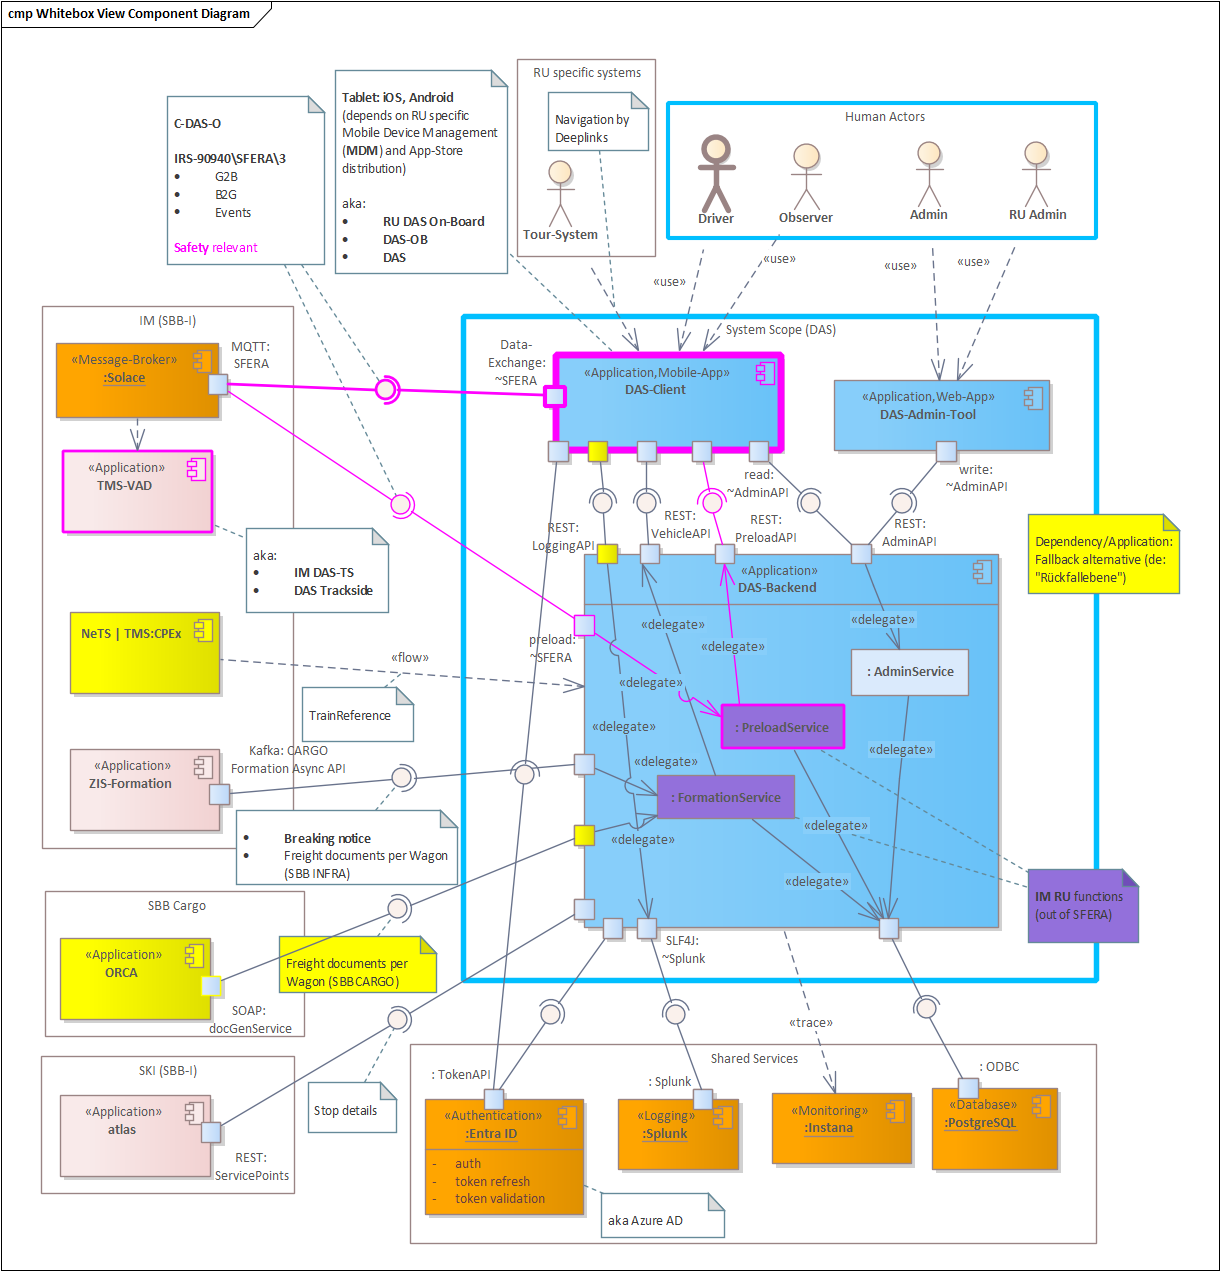 cmp Whitebox View Component Diagram
C-DAS-O
IRS-90940\SFERA\3
• G2B
• B2G
• Events
Safety relevant
Tablet: iOS, Android
(depends on RU specific
Mobile Device Management
(MDM) and App-Store
distribution)
aka:
• RU DAS On-Board
• DAS-OB
• DAS
RU specific systems
Navigation by
Deeplinks
Tour-System
Human Actors
Driver
Observer
Admin
RU Admin
«use»
«use»
«use»
«use»
IM (SBB-I)
«Message-Broker»
:Solace
MQTT:
SFERA
«Application»
TMS-VAD
aka:
• IM DAS-TS
• DAS Trackside
NeTS | TMS:CPEx
«flow»
TrainReference
«Application»
ZIS-Formation
Kafka: CARGO
Formation Async API
• Breaking notice
• Freight documents per Wagon
(SBB INFRA)
System Scope (DAS)
Data-
Exchange:
~SFERA
«Application,Mobile-App»
DAS-Client
«Application,Web-App»
DAS-Admin-Tool
read:
~AdminAPI
write:
~AdminAPI
REST:
LoggingAPI
REST:
VehicleAPI
REST:
PreloadAPI
REST:
AdminAPI
Dependency/Application:
Fallback alternative (de:
"Rückfallebene")
«Application»
DAS-Backend
preload:
~SFERA
«delegate»
«delegate»
«delegate»
«delegate»
«delegate»
«delegate»
«delegate»
«delegate»
«delegate»
«delegate»
: AdminService
: PreloadService
: FormationService
IM RU functions
(out of SFERA)
SBB Cargo
«Application»
ORCA
SOAP:
docGenService
Freight documents per
Wagon (SBB CARGO)
SLF4J:
~Splunk
«trace»
SKI (SBB-I)
«Application»
atlas
REST:
ServicePoints
Stop details
Shared Services
: TokenAPI
«Authentication»
:Entra ID
- auth
- token refresh
- token validation
aka Azure AD
: Splunk
«Logging»
:Splunk
«Monitoring»
:Instana
: ODBC
«Database»
:PostgreSQL